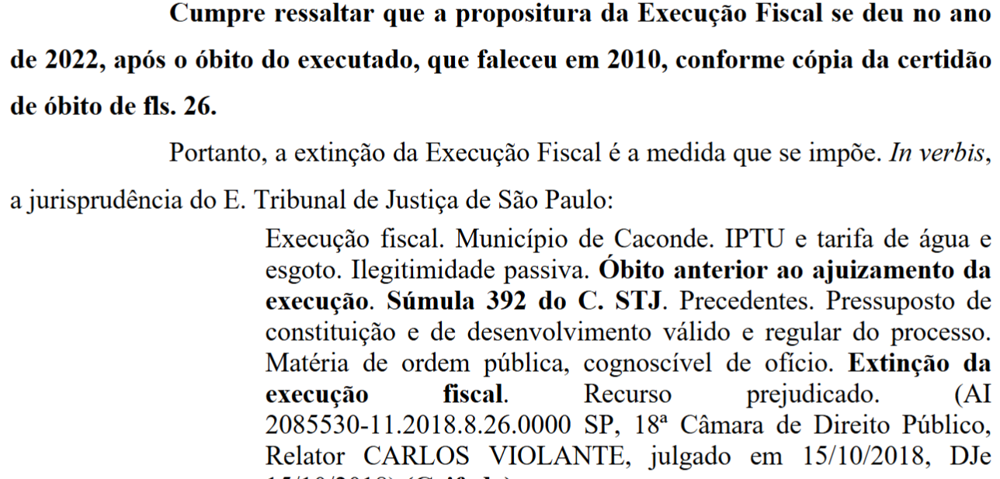 Cumpre ressaltar que a propositura da Execução Fiscal se deu no ano
de 2022, após o óbito do executado, que faleceu em 2010, conforme cópia da certidão
de óbito de fls. 26.
Portanto, a extinção da Execução Fiscal é a medida que se impõe. In verbis,
a jurisprudência do E. Tribunal de Justiça de São Paulo:
Execução fiscal. Município de Caconde. IPTU e tarifa de água e
esgoto. Ilegitimidade passiva. Óbito anterior ao ajuizamento da
execução. Súmula 392 do C. STJ. Precedentes. Pressuposto de
constituição e de desenvolvimento válido e regular do processo.
Matéria de ordem pública, cognoscível de ofício. Extinção da
execução fiscal. Recurso prejudicado. (AI
2085530-11.2018.8.26.0000 SP, 18ª Câmara de Direito Público,
Relator CARLOS VIOLANTE, julgado em 15/10/2018, DJe